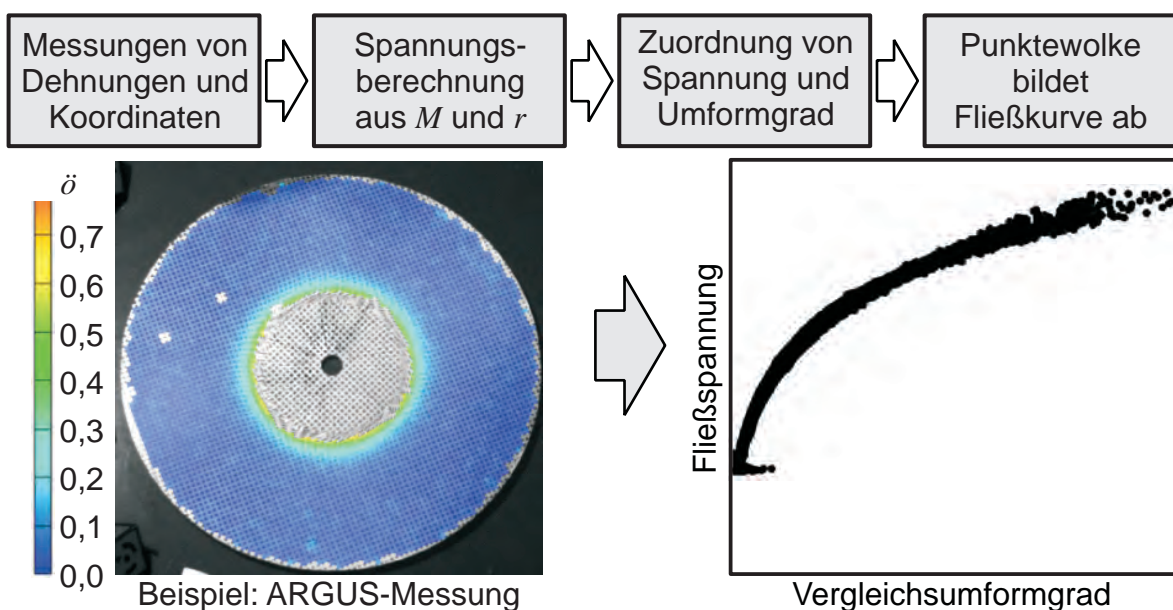 Messungen von
Dehnungen und
Koordinaten
Spannungs-
berechnung
aus M und r
Zuordnung von
Spannung und
Umformgrad
Punktewolke
bildet
Fließkurve ab
ö
0,7
0,6
0,5
0,4
0,3
0,2
0,1
0,0
Beispiel: ARGUS-Messung
Fließspannung
Vergleichsumformgrad